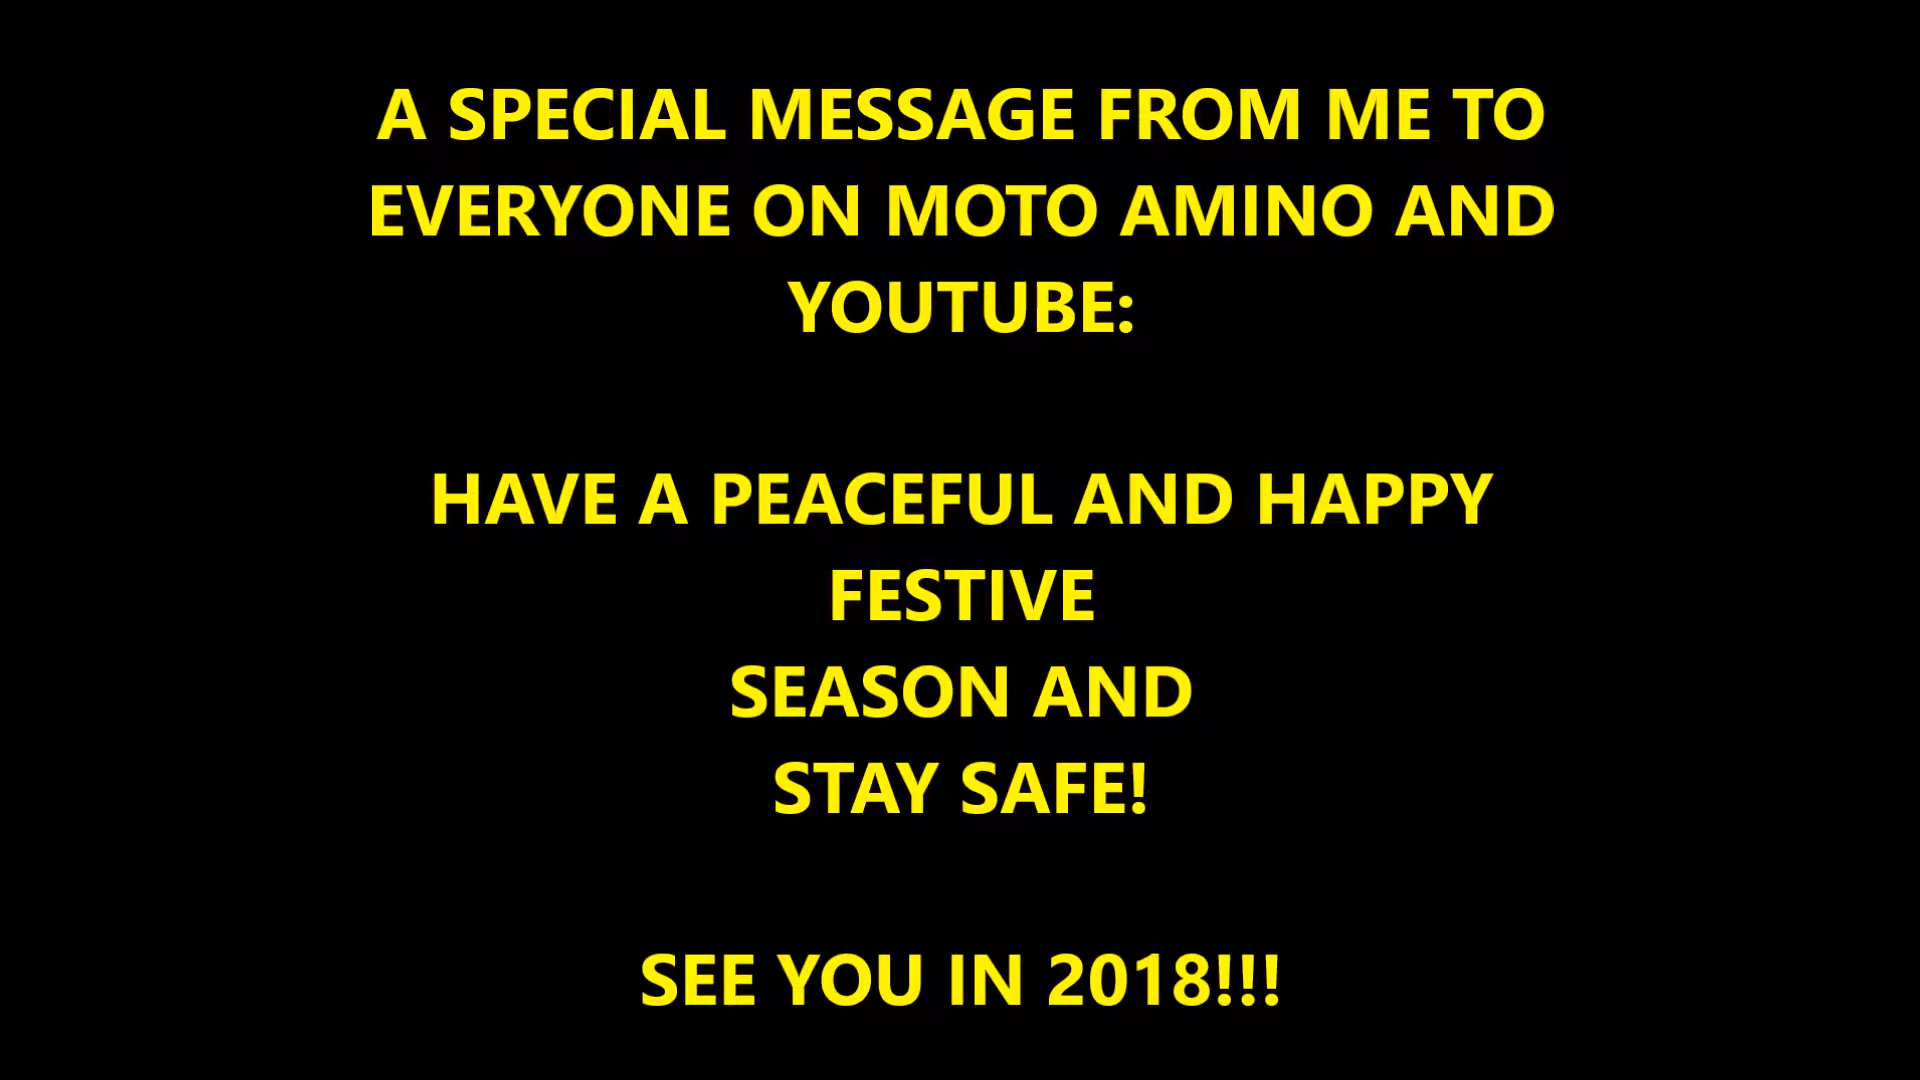 A SPECIAL MESSAGE FROM ME TO
EVERYONE ON MOTO AMINO AND
YOUTUBE:
HAVE A PEACEFUL AND HAPPY
FESTIVE
SEASON AND
STAY SAFE!
SEE YOU IN 2018!!!